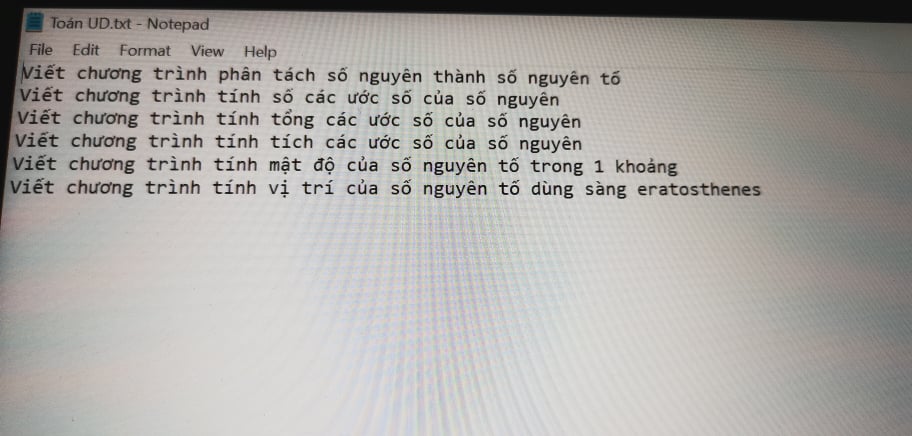 Toán UD.txt - Notepad
File Edit Format View Help
Viết chương trình phân tách số nguyên thành số nguyên tố
Viết chương trình tính số các ước số của số nguyên
Viết chương trình tính tổng các ước số của số nguyên
Viết chương trình tính tích các ước số của số nguyên
Viết chương trình tính mật độ của số nguyên tố trong 1 khoảng
Viết chương trình tính vị trí của số nguyên tố dùng sàng eratosthenes